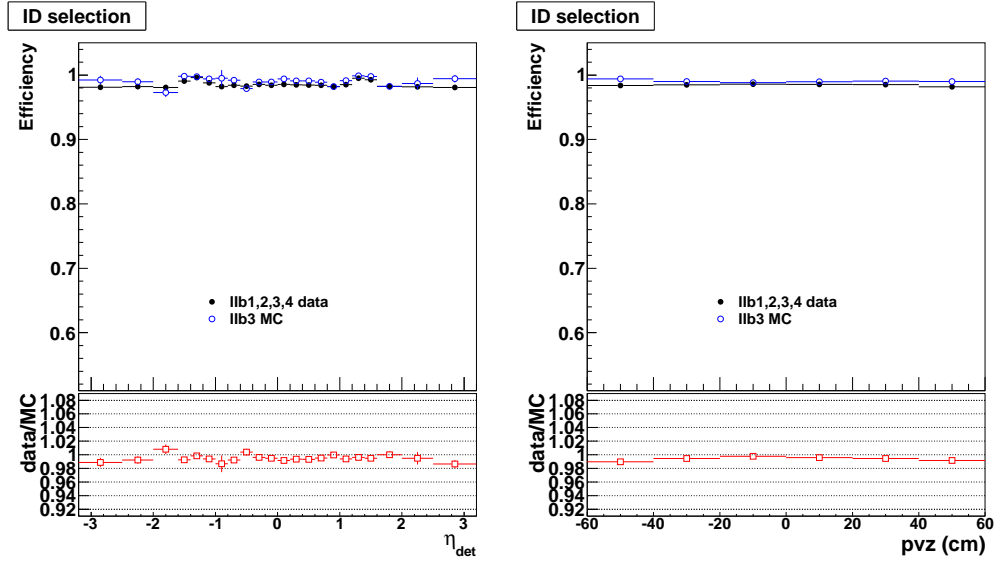 ID selection
Efficiency
1
0.9
0.8
0.7
0.6
IIb1,2,3,4 data
IIb3 MC
data/MC
1.08
1.06
1.04
1.02
1
0.98
0.96
0.94
0.92
-3 -2 -1 0 1 2 3
ηdet
ID selection
Efficiency
1
0.9
0.8
0.7
0.6
IIb1,2,3,4 data
IIb3 MC
data/MC
1.08
1.06
1.04
1.02
1
0.98
0.96
0.94
0.92
-60 -40 -20 0 20 40 60
pvz (cm)